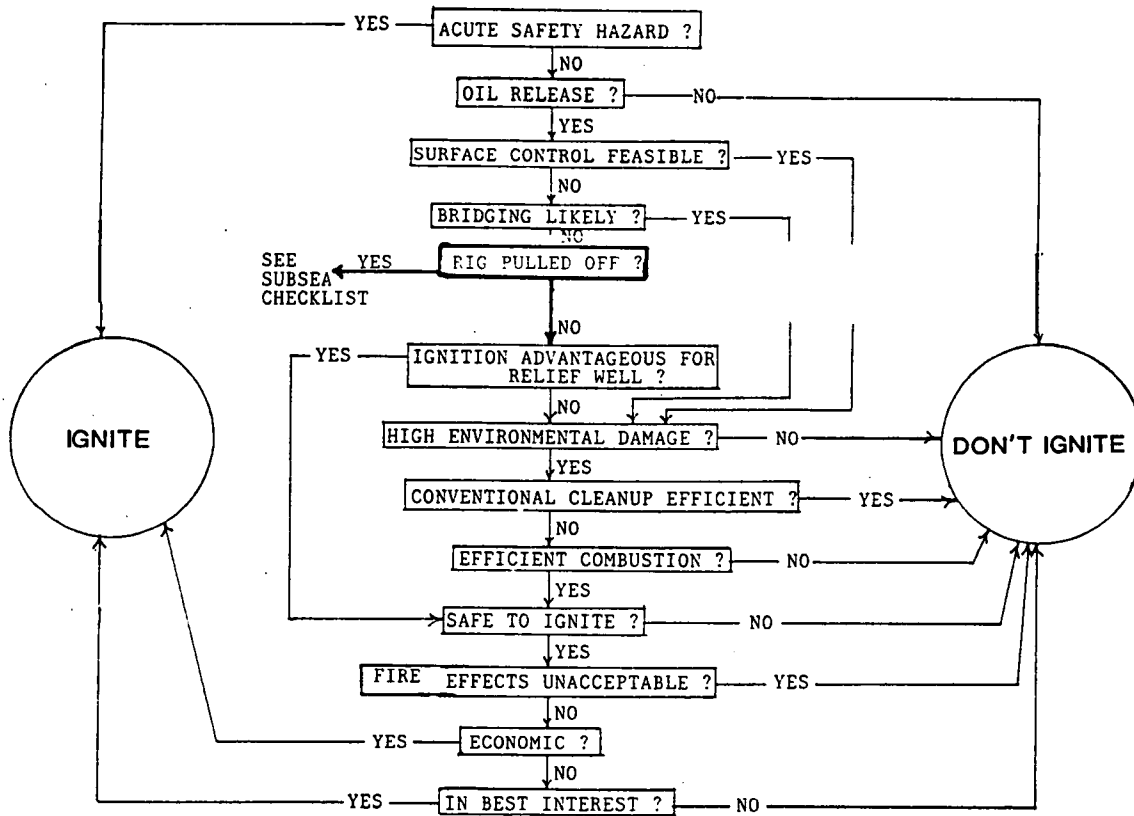 YES
ACUTE SAFETY HAZARD ?
NO
OIL RELEASE ?
NO
YES
SURFACE CONTROL FEASIBLE ?
YES
NO
BRIDGING LIKELY ?
YES
NO
RIG PULLED OFF ?
YES
SEE
SUBSEA
CHECKLIST
NO
YES
IGNITION ADVANTAGEOUS FOR
RELIEF WELL ?
NO
IGNITE
HIGH ENVIRONMENTAL DAMAGE ?
NO
DON'T IGNITE
YES
CONVENTIONAL CLEANUP EFFICIENT ?
YES
NO
EFFICIENT COMBUSTION ?
NO
YES
SAFE TO IGNITE ?
NO
YES
FIRE EFFECTS UNACCEPTABLE ?
YES
NO
YES
ECONOMIC ?
NO
YES
IN BEST INTEREST ?
NO